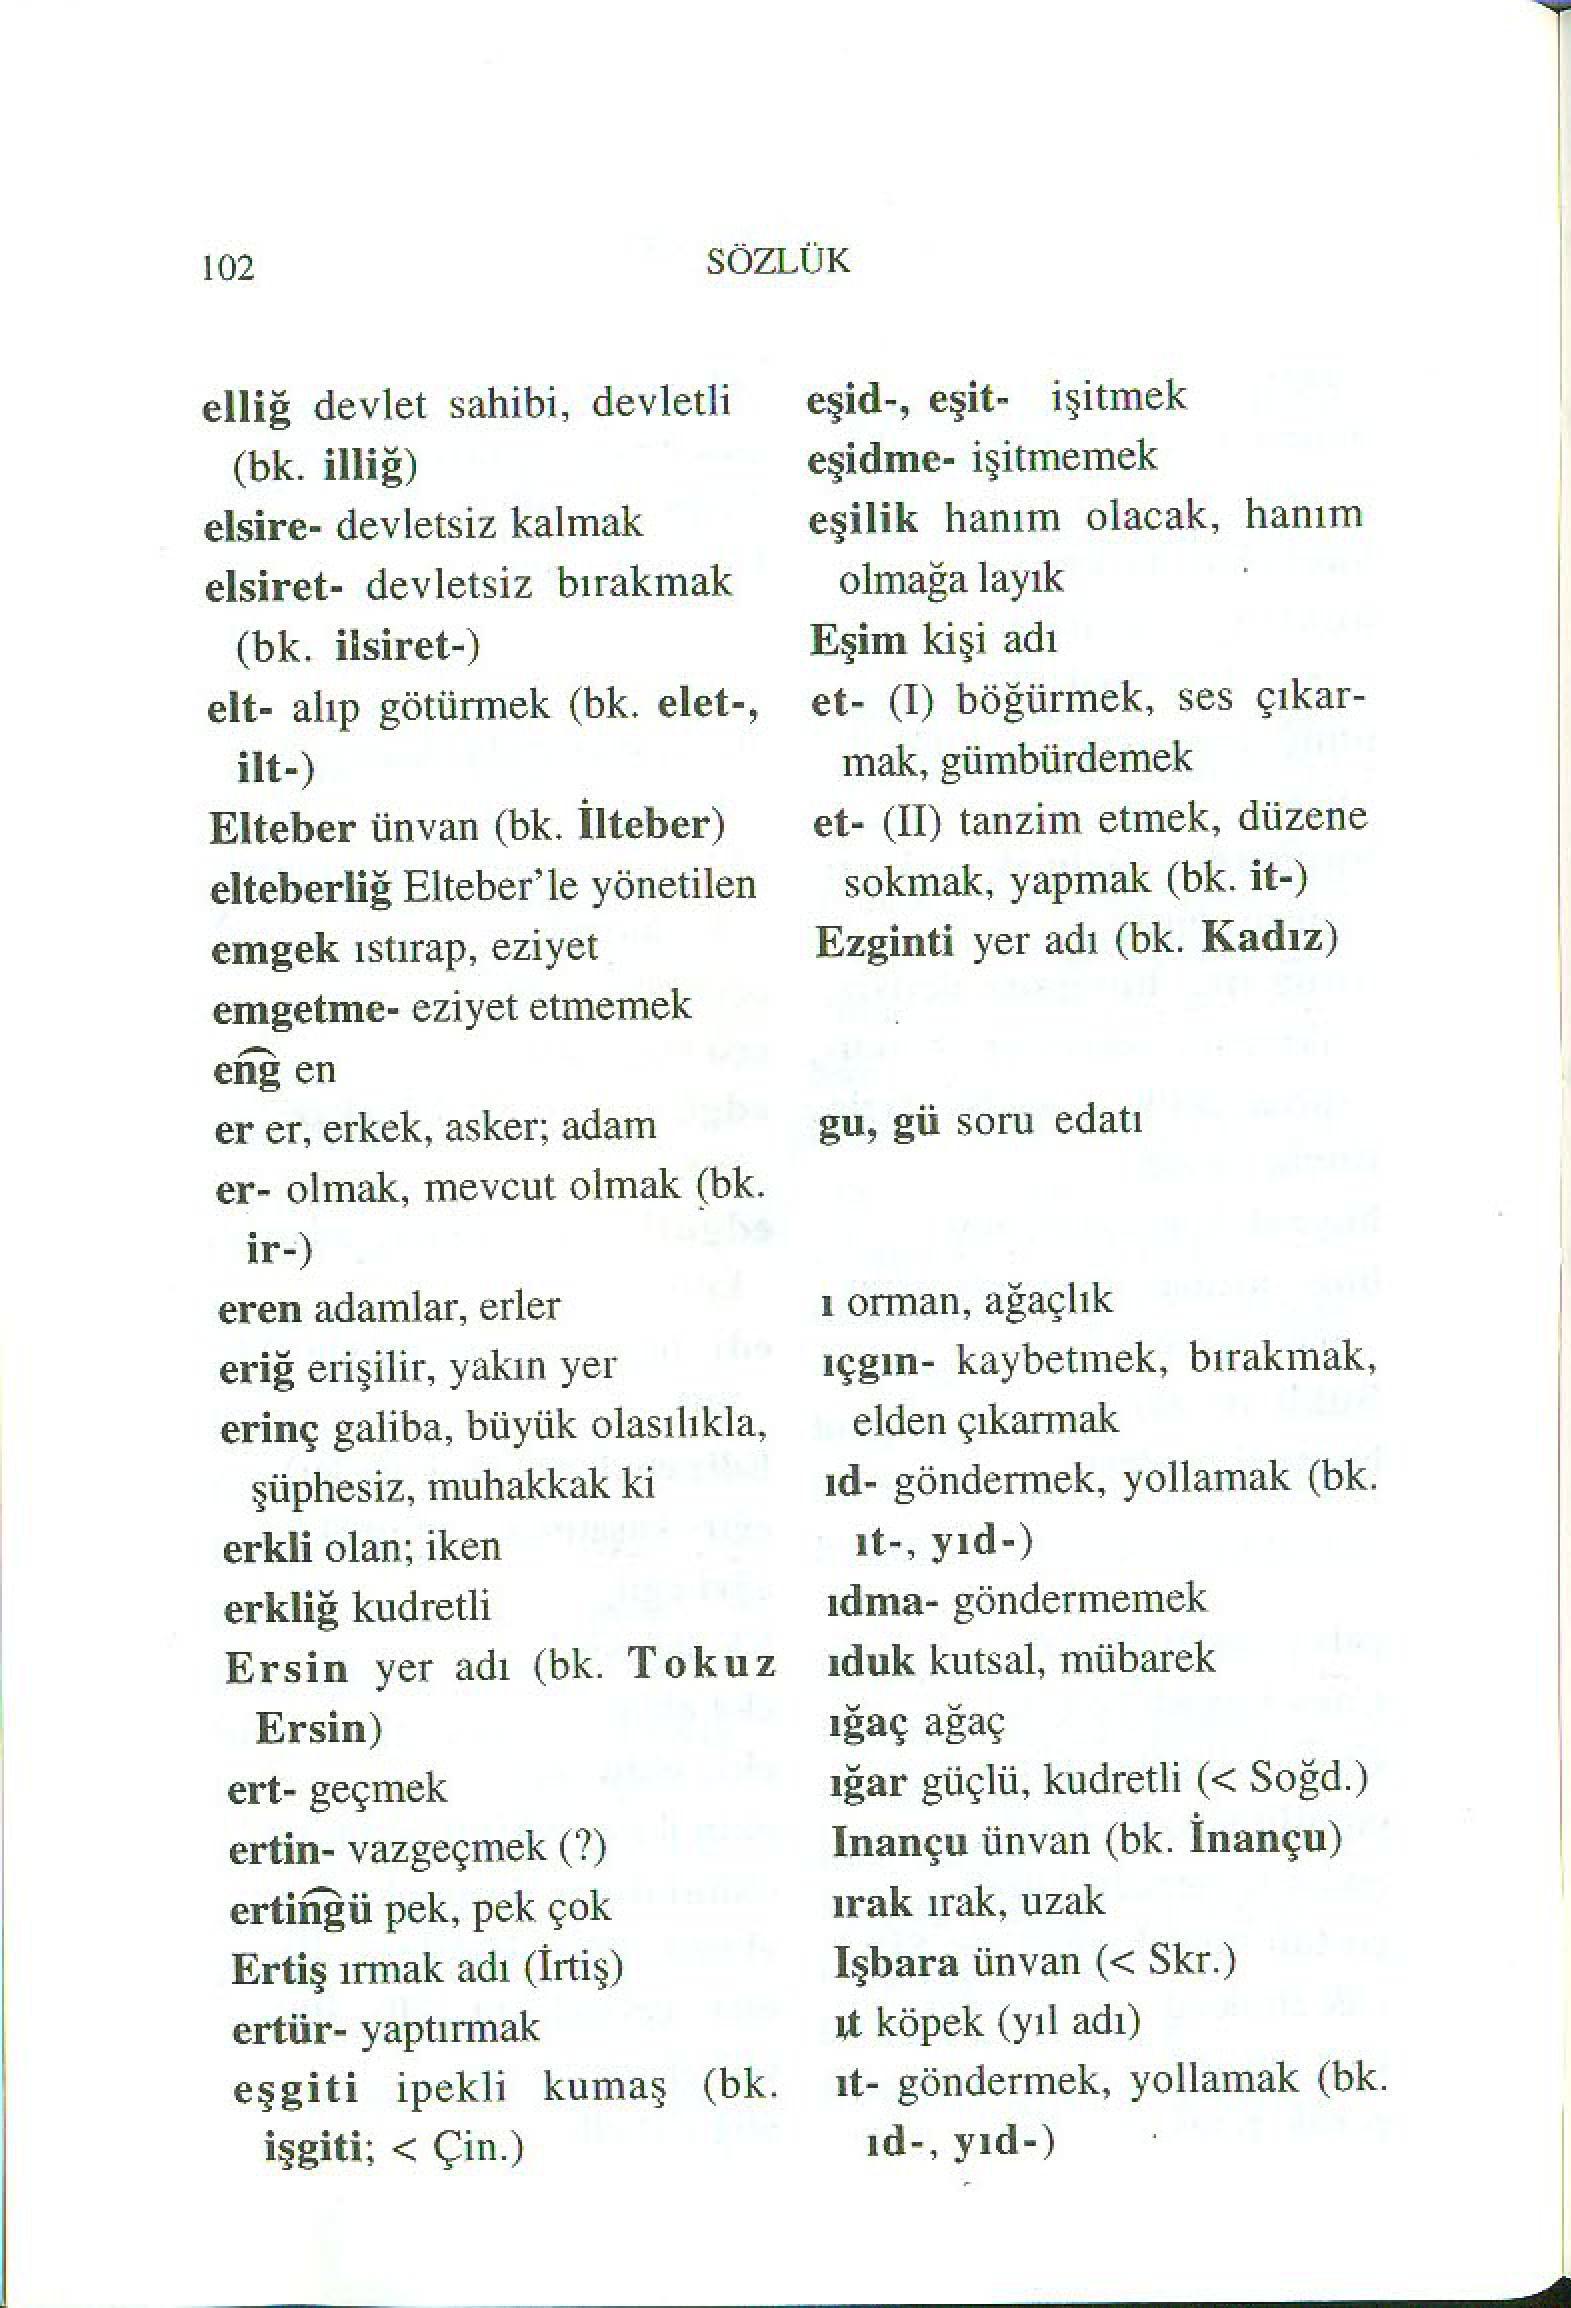 102
SÖZLÜK
elliğ devlet sahibi, devletli
(bk. illiğ)
elsire- devletsiz kalmak
elsiret- devletsiz bırakmak
(bk. ilsiret-)
elt- alıp götürmek (bk. elet-,
ilt-)
Elteber ünvan (bk. İlteber)
elteberliğ Elteber'le yönetilen
emgek ıstırap, eziyet
emgetme- eziyet etmemek
en͡g en
er er, erkek, asker; adam
er- olmak, mevcut olmak (bk.
ir-)
eren adamlar, erler
eriğ erişilir, yakın yer
erinç galiba, büyük olasılıkla,
şüphesiz, muhakkak ki
erkli olan; iken
erkliğ kudretli
Ersin yer adı (bk. Tokuz
Ersin)
ert- geçmek
ertin- vazgeçmek (?)
ertin͡gü pek, pek çok
Ertiş ırmak adı (İrtiş)
ertür- yaptırmak
eşgiti ipekli kumaş (bk.
işgiti; < Çin.)
eşid-, eşit- işitmek
eşidme- işitmemek
eşilik hanım olacak, hanım
olmağa layık
Eşim kişi adı
et- (I) böğürmek, ses çıkar-
mak, gümbürdemek
et- (II) tanzim etmek, düzene
sokmak, yapmak (bk. it-)
Ezginti yer adı (bk. Kadız)
gu, gü soru edatı
ı orman, ağaçlık
ıçgın- kaybetmek, bırakmak,
elden çıkarmak
ıd- göndermek, yollamak (bk.
ıt-, yıd-)
ıdma- göndermemek
ıduk kutsal, mübarek
ığaç ağaç
ığar güçlü, kudretli (< Soğd.)
Inançu ünvan (bk. İnançu)
ırak ırak, uzak
Işbara ünvan (< Skr.)
ıt köpek (yıl adı)
ıt- göndermek, yollamak (bk.
ıd-, yıd-)